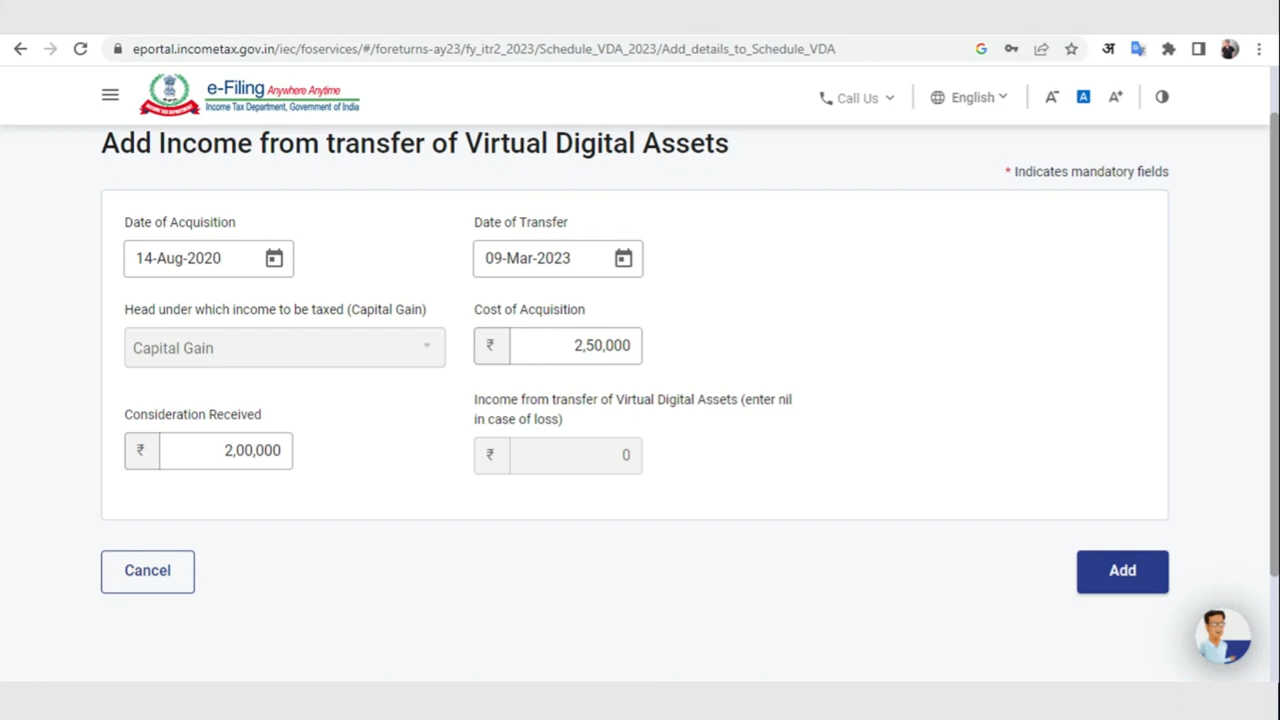 eportal.incometax.gov.in/iec/foservices/#/foreturns-ay23/fy_itr2_2023/Schedule_VDA_2023/Add_details_to_Schedule_VDA
अ
e-Filing Anywhere Anytime
Income Tax Department, Government of India
Call Us
English
A-
A
A+
Add Income from transfer of Virtual Digital Assets
* Indicates mandatory fields
Date of Acquisition
Date of Transfer
14-Aug-2020
09-Mar-2023
Head under which income to be taxed (Capital Gain)
Cost of Acquisition
Capital Gain
₹ 2,50,000
Income from transfer of Virtual Digital Assets (enter nil
in case of loss)
Consideration Received
₹ 2,00,000
₹ 0
Cancel
Add